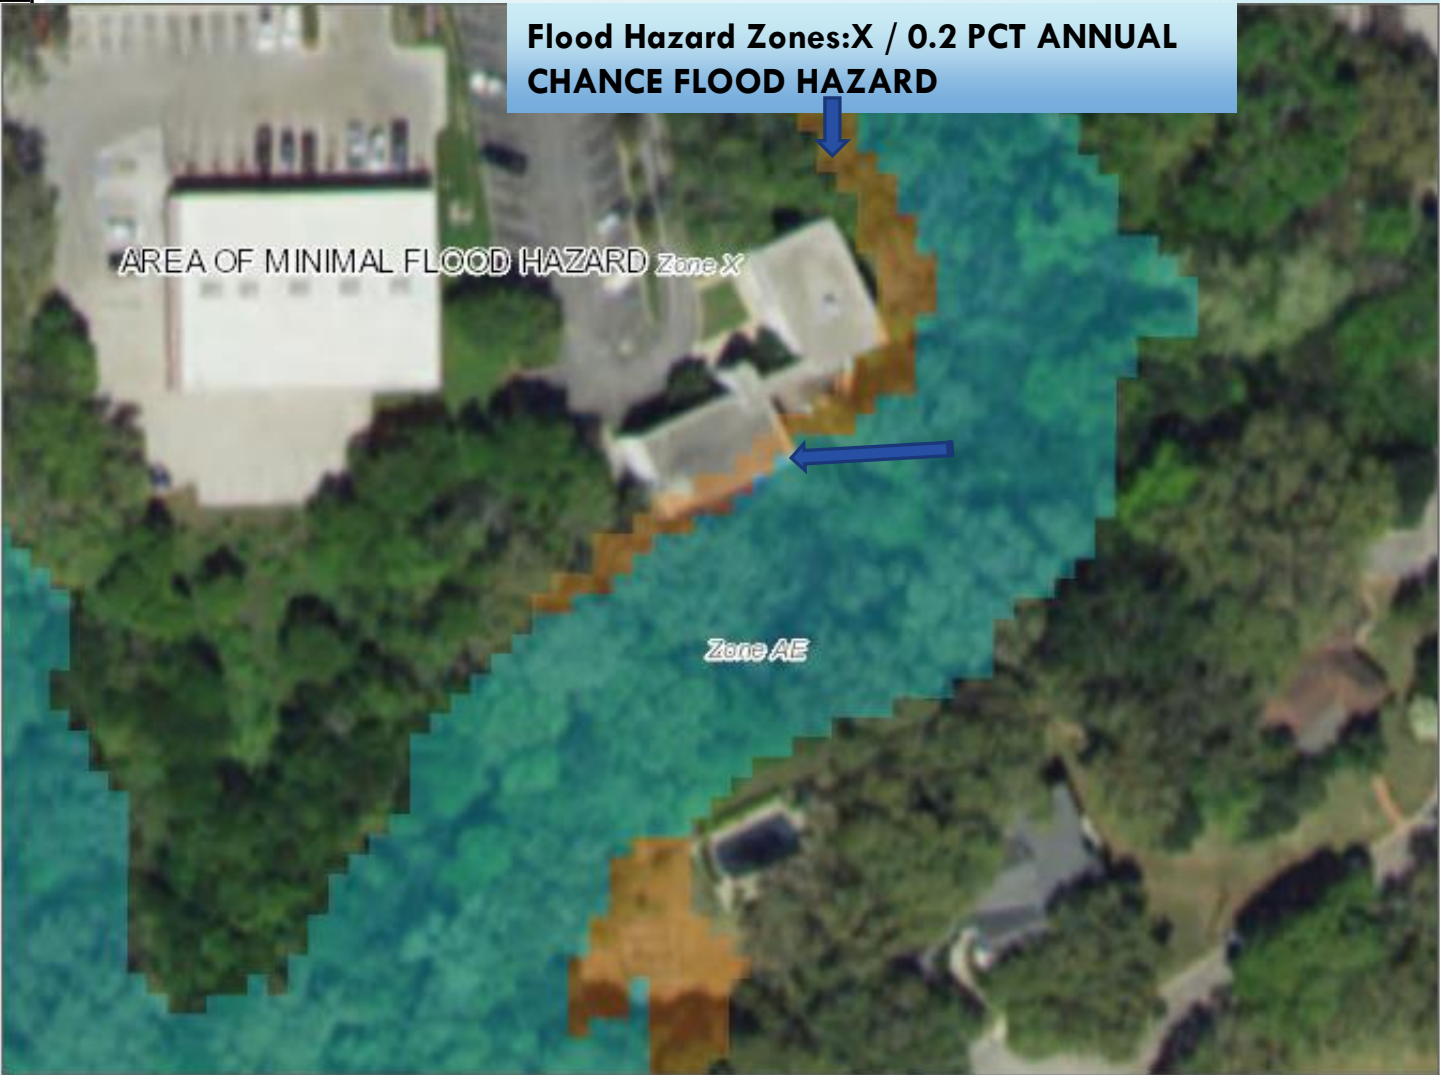 Flood Hazard Zones:X / 0.2 PCT ANNUAL
CHANCE FLOOD HAZARD
AREA OF MINIMAL FLOOD HAZARD Zone X
Zone AE